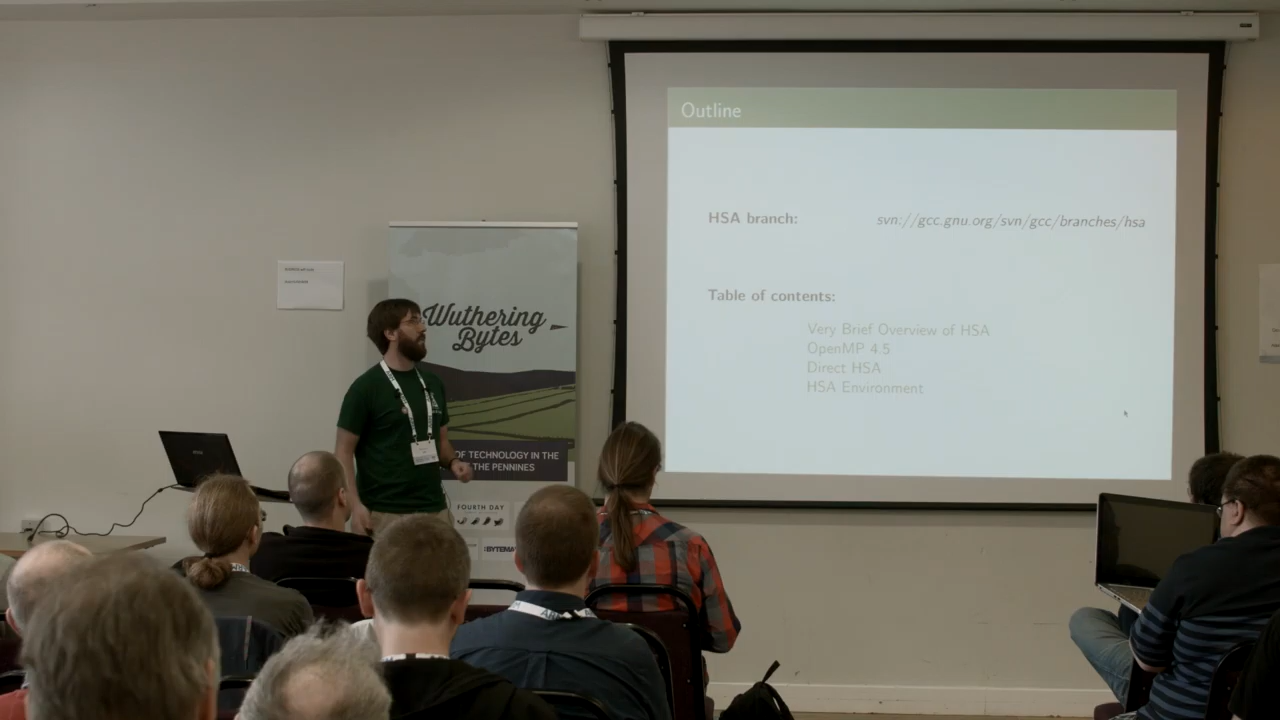 Outline
HSA branch: svn://gcc.gnu.org/svn/gcc/branches/hsa
Table of contents:
Very Brief Overview of HSA
OpenMP 4.5
Direct HSA
HSA Environment
Wuthering
Bytes
OF TECHNOLOGY IN THE
THE PENNINES
FOURTH DAY